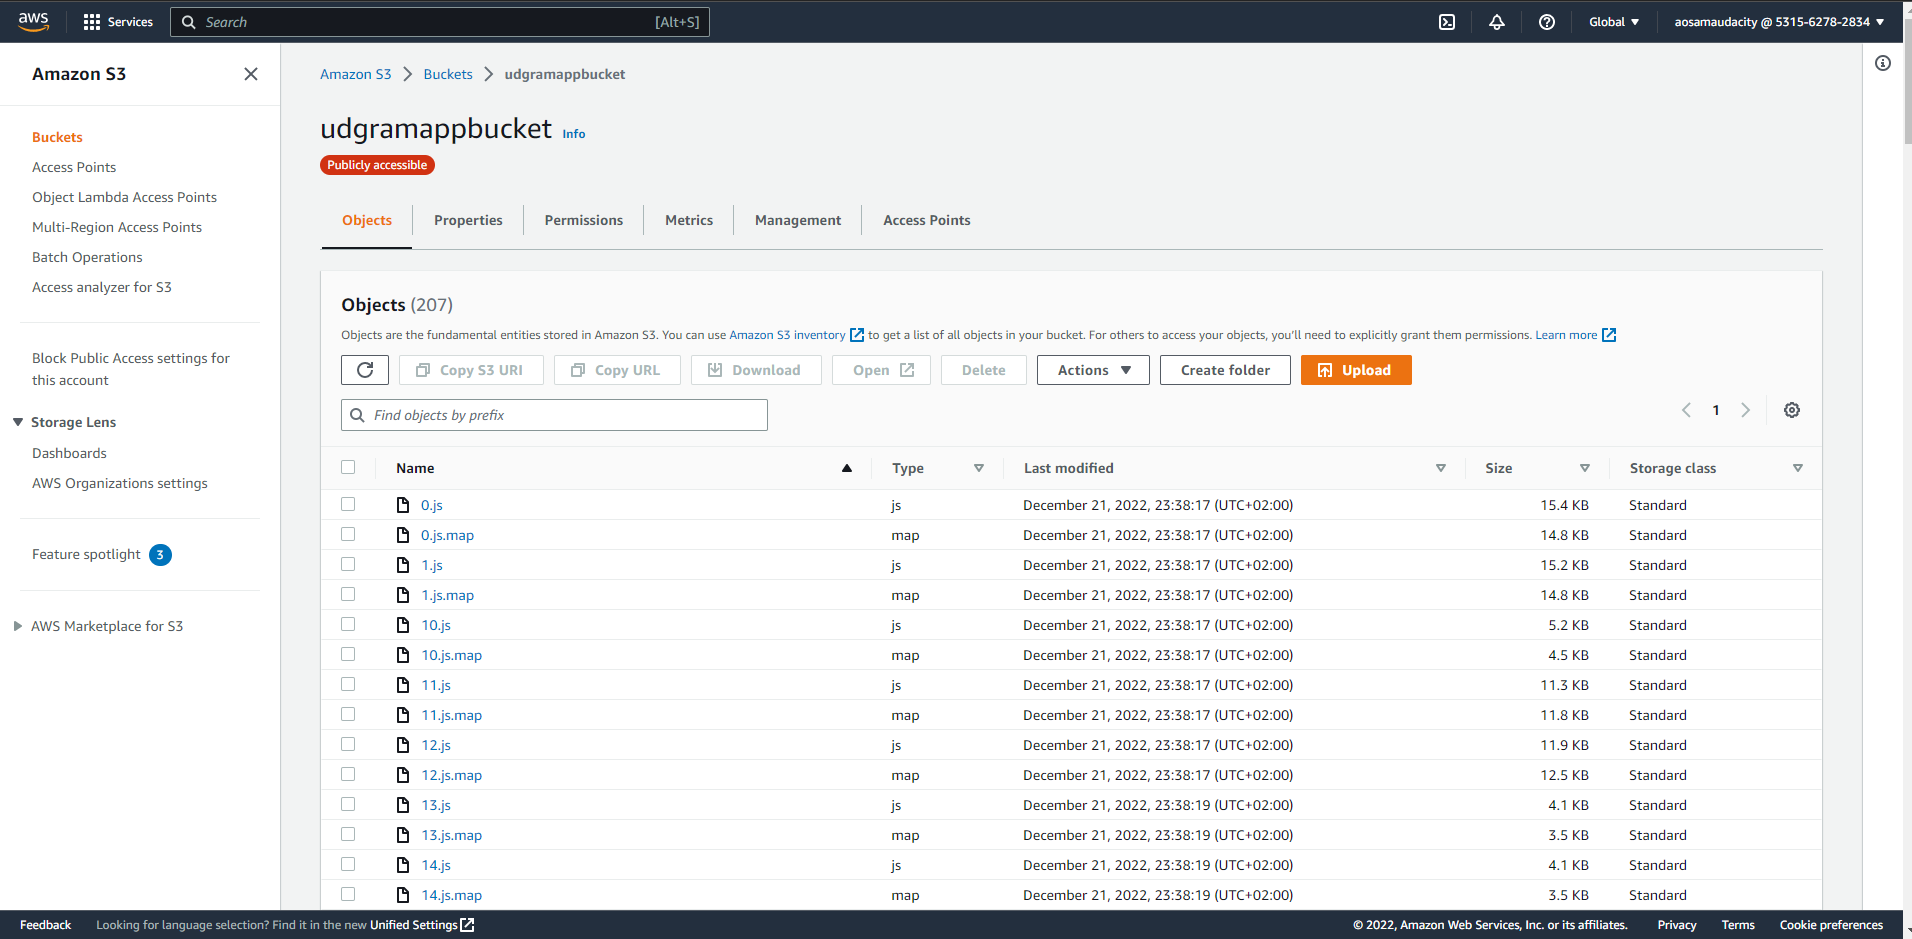 aws Services Search [Alt+S] Global aosamaudacity @ 5315-6278-2834
Amazon S3
Buckets
Access Points
Object Lambda Access Points
Multi-Region Access Points
Batch Operations
Access analyzer for S3
Block Public Access settings for
this account
Storage Lens
Dashboards
AWS Organizations settings
Feature spotlight 3
AWS Marketplace for S3
Amazon S3 Buckets udgramappbucket
udgramappbucket Info
Publicly accessible
Objects Properties Permissions Metrics Management Access Points
Objects (207)
Objects are the fundamental entities stored in Amazon S3. You can use Amazon S3 inventory to get a list of all objects in your bucket. For others to access your objects, you'll need to explicitly grant them permissions. Learn more
Copy S3 URI Copy URL Download Open Delete Actions Create folder Upload
Find objects by prefix 1
Name Type Last modified Size Storage class
0.js js December 21, 2022, 23:38:17 (UTC+02:00) 15.4 KB Standard
0.js.map map December 21, 2022, 23:38:17 (UTC+02:00) 14.8 KB Standard
1.js js December 21, 2022, 23:38:17 (UTC+02:00) 15.2 KB Standard
1.js.map map December 21, 2022, 23:38:17 (UTC+02:00) 14.8 KB Standard
10.js js December 21, 2022, 23:38:17 (UTC+02:00) 5.2 KB Standard
10.js.map map December 21, 2022, 23:38:17 (UTC+02:00) 4.5 KB Standard
11.js js December 21, 2022, 23:38:17 (UTC+02:00) 11.3 KB Standard
11.js.map map December 21, 2022, 23:38:17 (UTC+02:00) 11.8 KB Standard
12.js js December 21, 2022, 23:38:17 (UTC+02:00) 11.9 KB Standard
12.js.map map December 21, 2022, 23:38:17 (UTC+02:00) 12.5 KB Standard
13.js js December 21, 2022, 23:38:19 (UTC+02:00) 4.1 KB Standard
13.js.map map December 21, 2022, 23:38:19 (UTC+02:00) 3.5 KB Standard
14.js js December 21, 2022, 23:38:19 (UTC+02:00) 4.1 KB Standard
14.js.map map December 21, 2022, 23:38:19 (UTC+02:00) 3.5 KB Standard
Feedback Looking for language selection? Find it in the new Unified Settings © 2022, Amazon Web Services, Inc. or its affiliates. Privacy Terms Cookie preferences